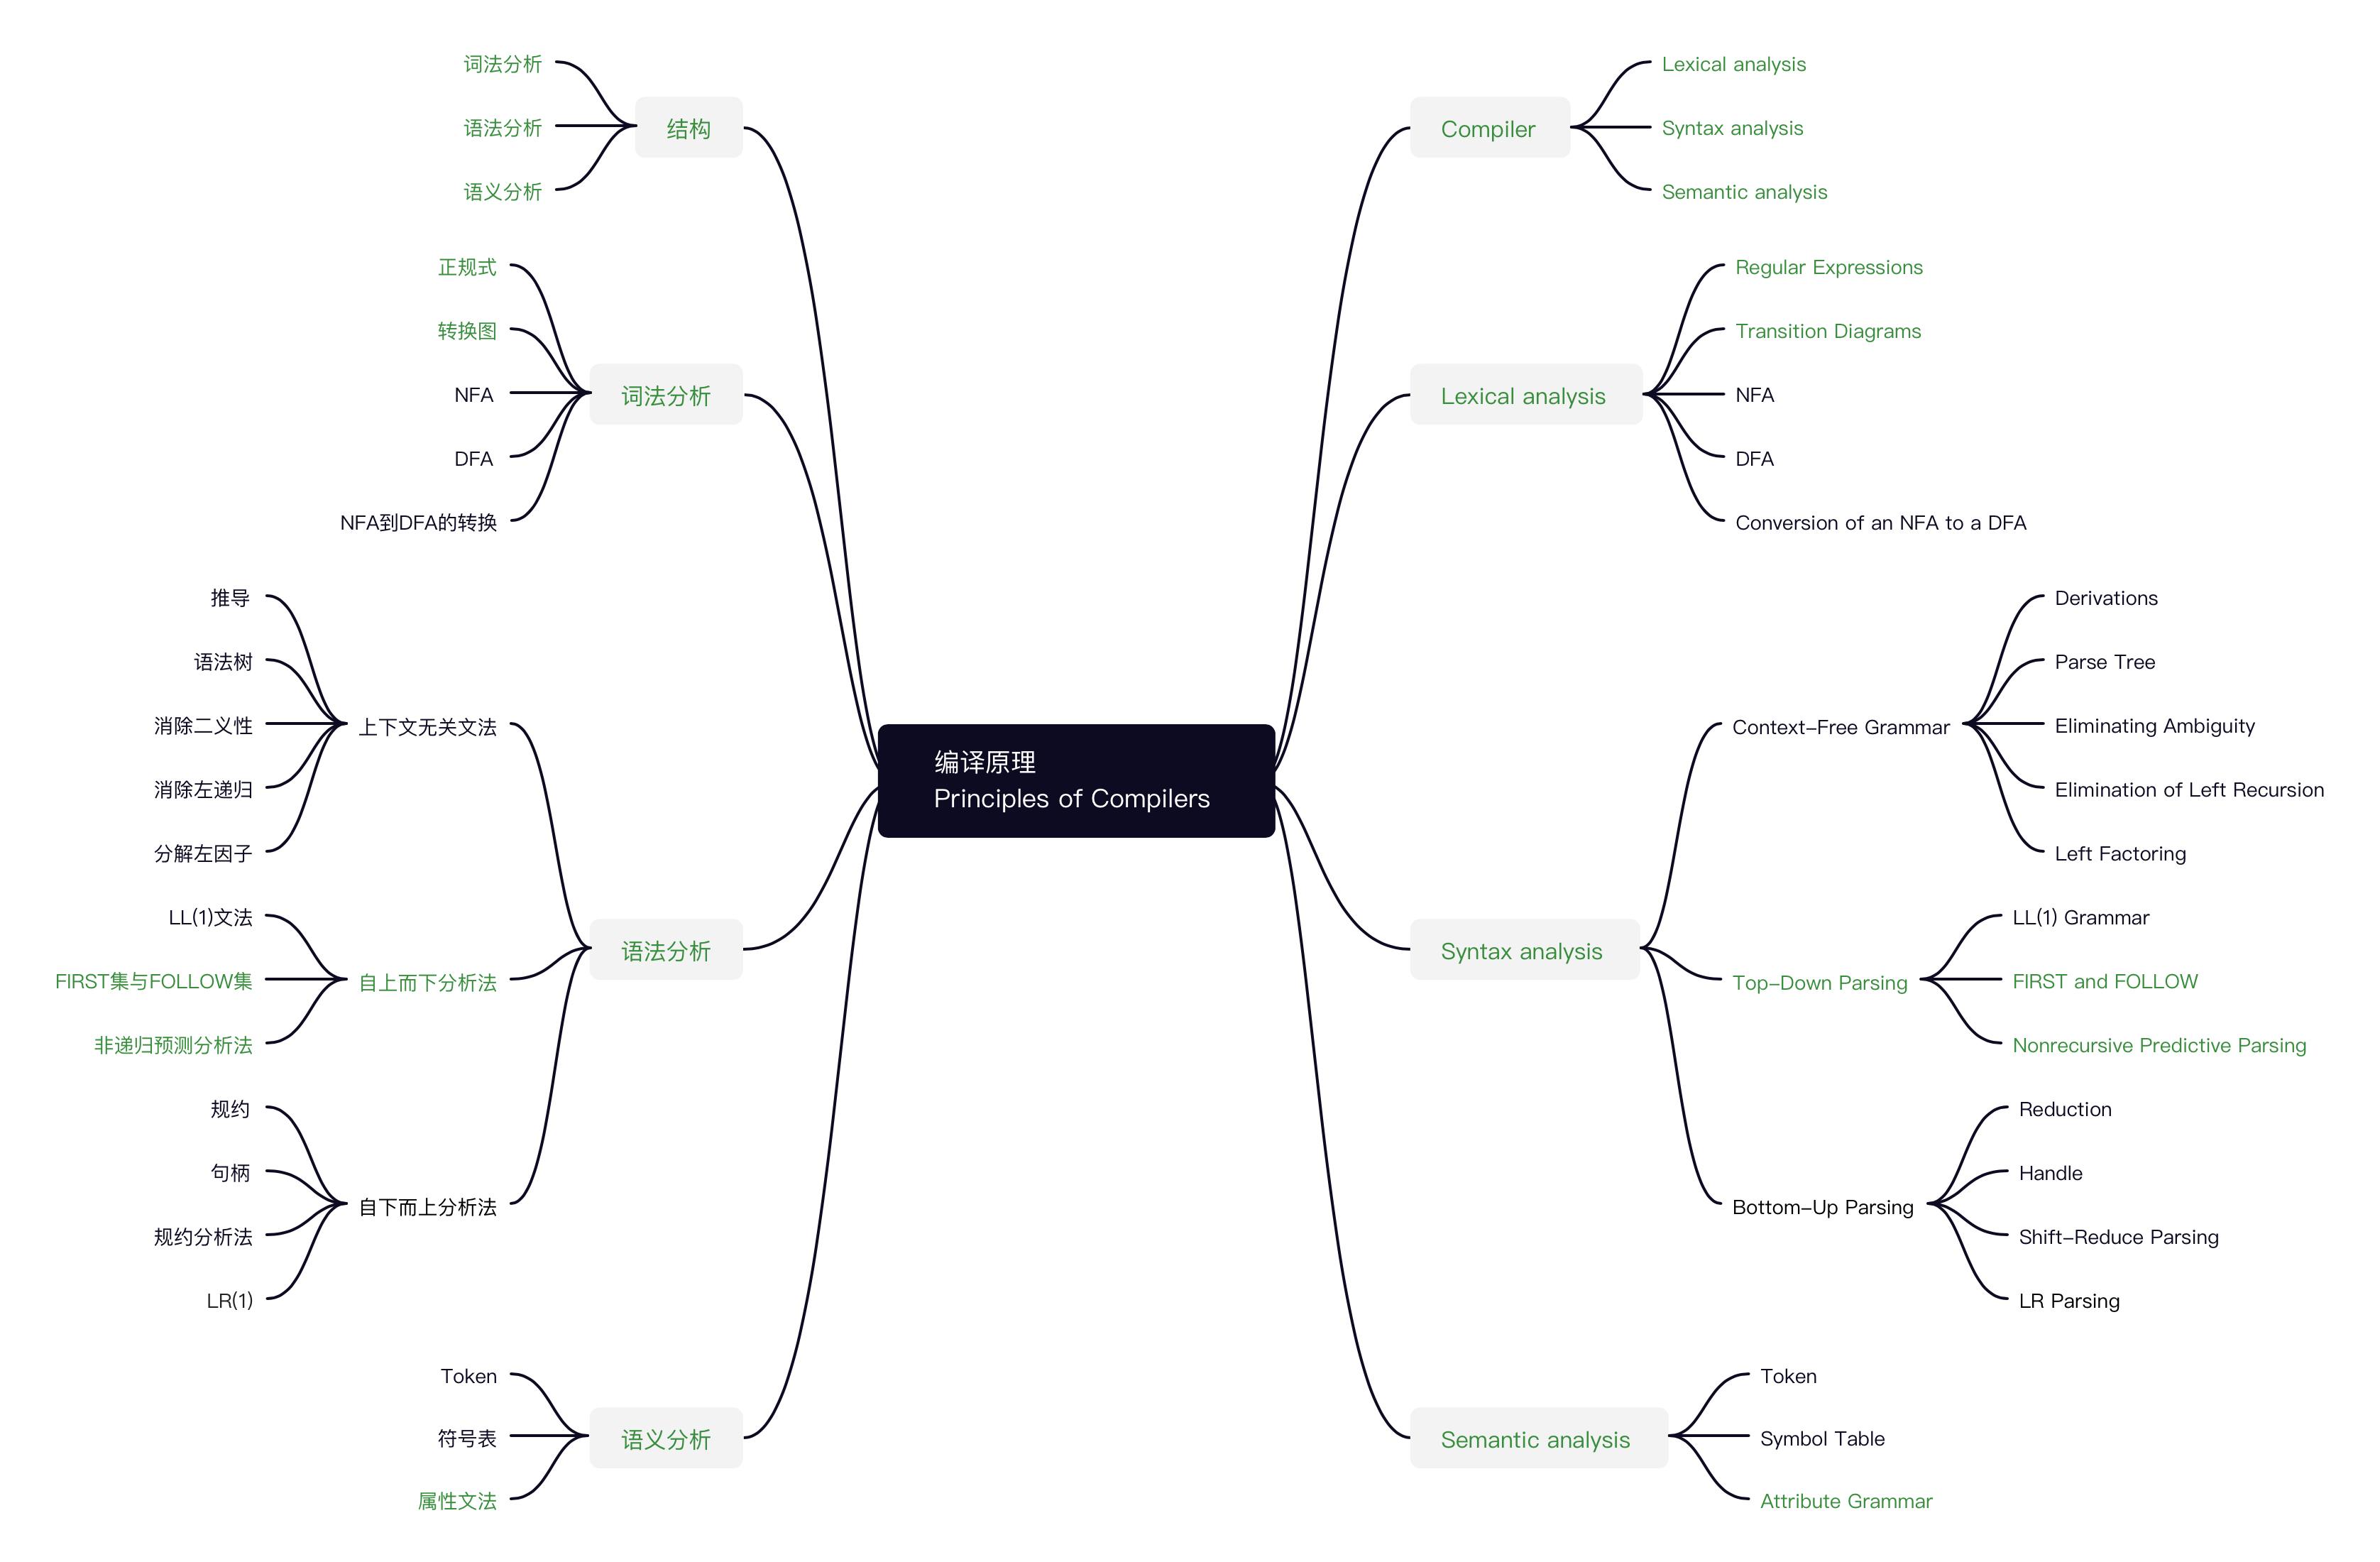 编译原理
Principles of Compilers
结构
词法分析
语法分析
语义分析
词法分析
正规式
转换图
NFA
DFA
NFA到DFA的转换
语法分析
上下文无关文法
推导
语法树
消除二义性
消除左递归
分解左因子
自上而下分析法
LL(1)文法
FIRST集与FOLLOW集
非递归预测分析法
自下而上分析法
规约
句柄
规约分析法
LR(1)
语义分析
Token
符号表
属性文法
Compiler
Lexical analysis
Syntax analysis
Semantic analysis
Lexical analysis
Regular Expressions
Transition Diagrams
NFA
DFA
Conversion of an NFA to a DFA
Syntax analysis
Context-Free Grammar
Derivations
Parse Tree
Eliminating Ambiguity
Elimination of Left Recursion
Left Factoring
Top-Down Parsing
LL(1) Grammar
FIRST and FOLLOW
Nonrecursive Predictive Parsing
Bottom-Up Parsing
Reduction
Handle
Shift-Reduce Parsing
LR Parsing
Semantic analysis
Token
Symbol Table
Attribute Grammar